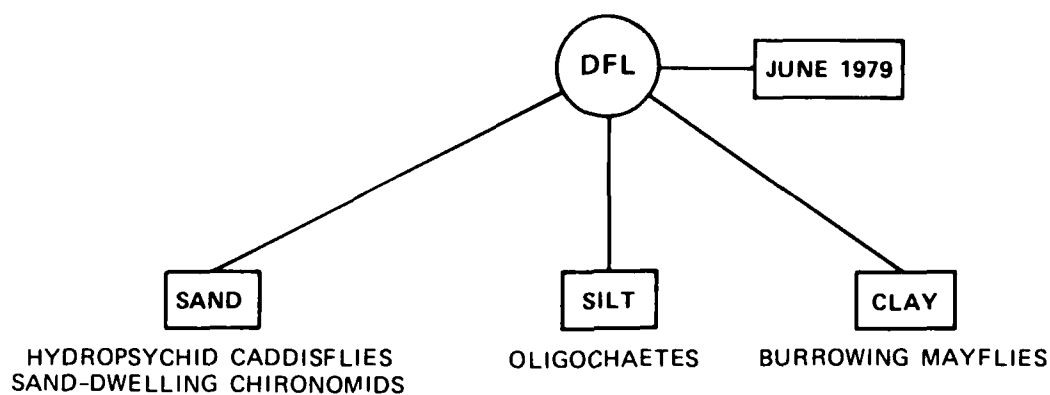 DFL
JUNE 1979
SAND
SILT
CLAY
HYDROPSYCHID CADDISFLIES
SAND-DWELLING CHIRONOMIDS
OLIGOCHAETES
BURROWING MAYFLIES